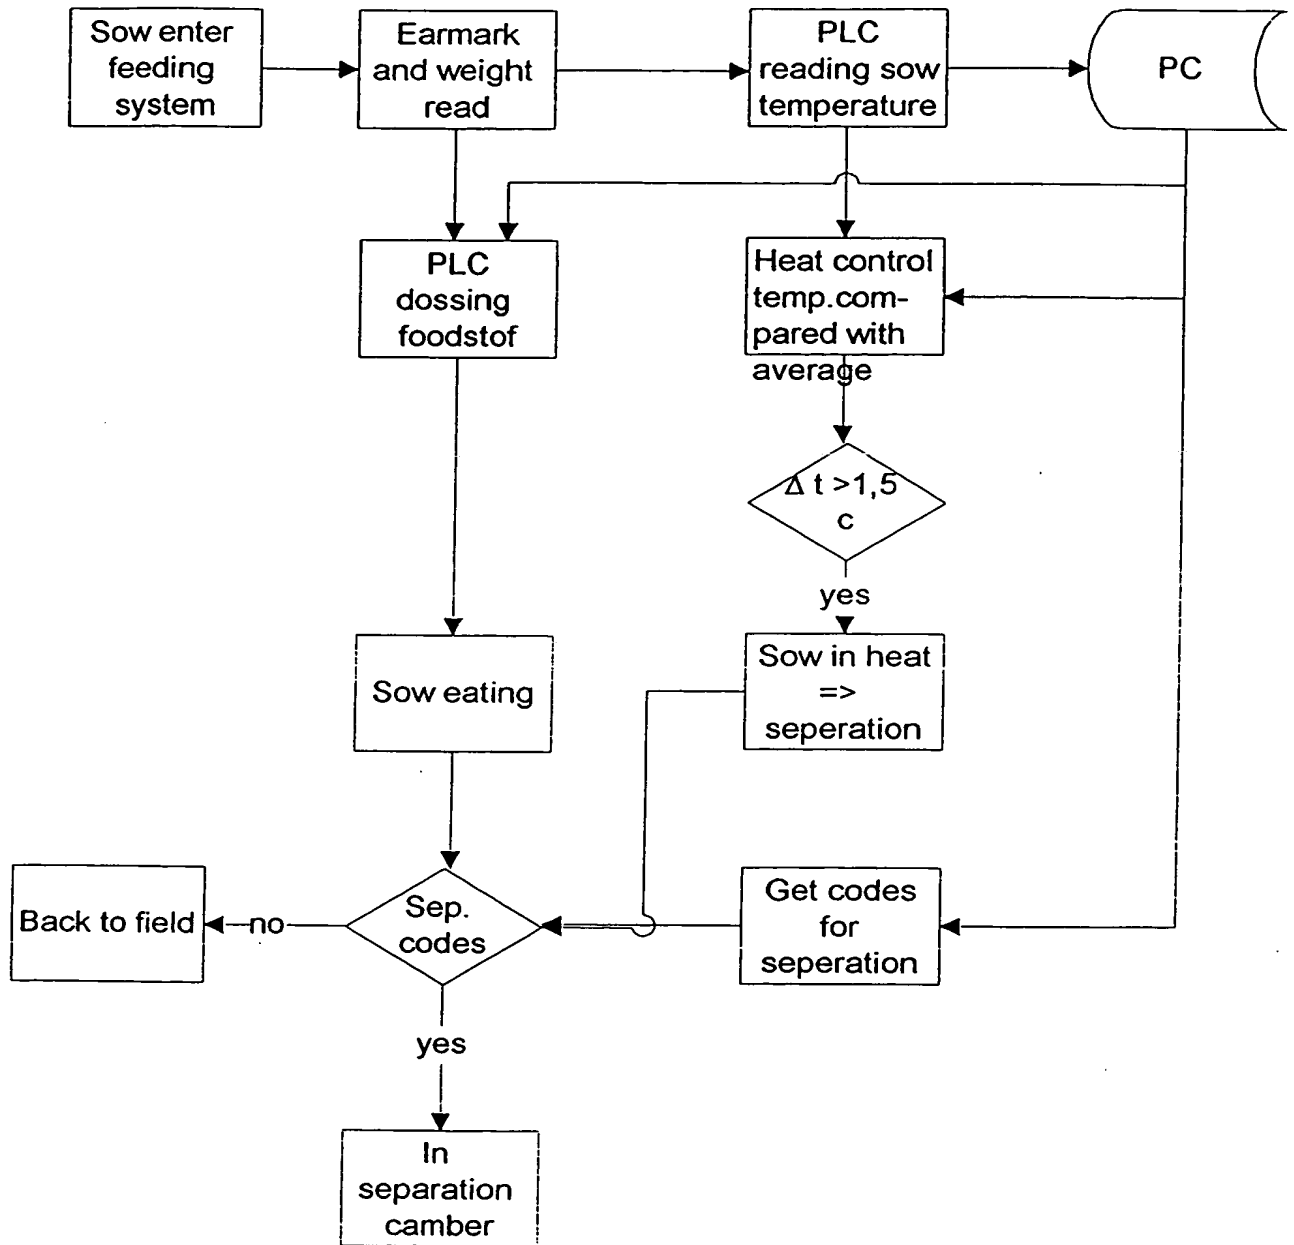 Sow enter
feeding
system
Earmark
and weight
read
PLC
reading sow
temperature
PC
PLC
dossing
foodstof
Heat control
temp.com-
pared with
average
Δ t >1,5
c
yes
Sow eating
Sow in heat
=>
seperation
Back to field
no
Sep.
codes
Get codes
for
seperation
yes
In
separation
camber